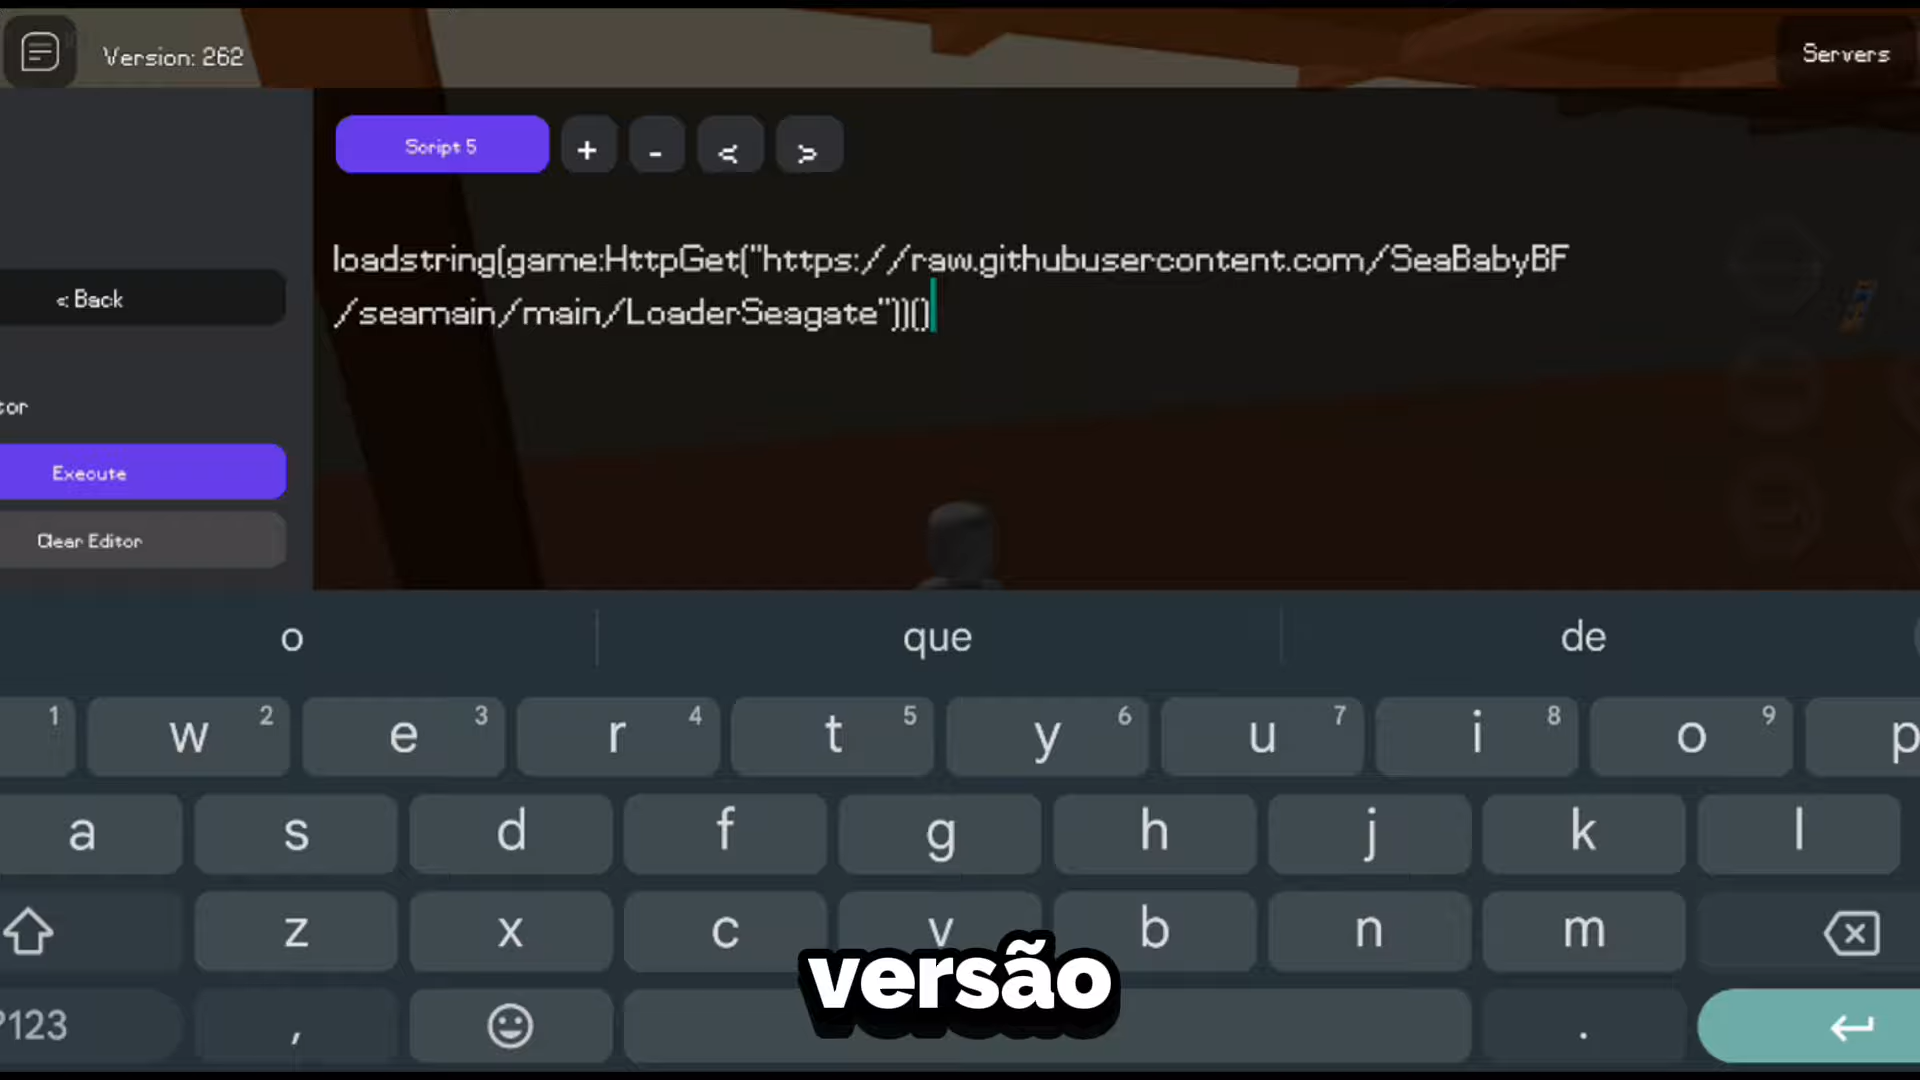 Version: 262
Servers
Script 5
+
-
<
>
loadstring(game:HttpGet("https://raw.githubusercontent.com/SeaBabyBF
/seamain/main/LoaderSeagate"))()
< Back
tor
Execute
Clear Editor
o que de
1 w 2 e 3 r 4 t 5 y 6 u 7 i 8 o 9 p
a s d f g h j k l
z x c v b n m
versão
?123 , .